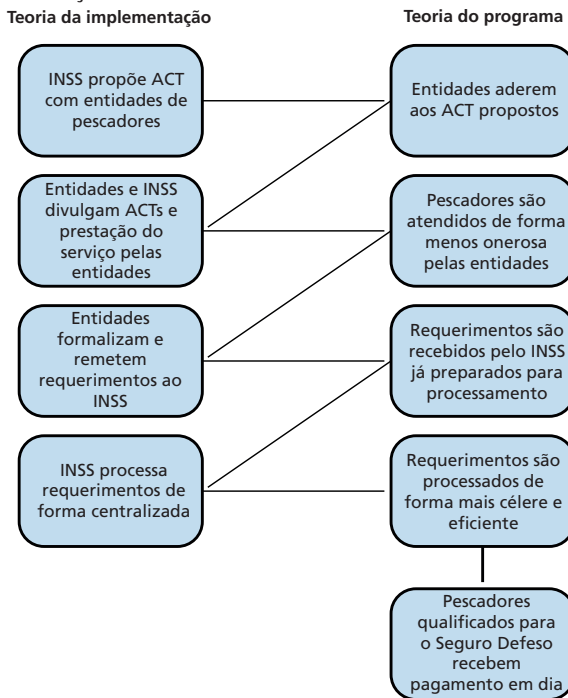 Teoria da implementação
Teoria do programa
INSS propõe ACT
com entidades de
pescadores
Entidades aderem
aos ACT propostos
Entidades e INSS
divulgam ACTs e
prestação do
serviço pelas
entidades
Pescadores são
atendidos de forma
menos onerosa
pelas entidades
Entidades
formalizam e
remetem
requerimentos ao
INSS
Requerimentos são
recebidos pelo INSS
já preparados para
processamento
INSS processa
requerimentos de
forma centralizada
Requerimentos são
processados de
forma mais célere e
eficiente
Pescadores
qualificados para
o Seguro Defeso
recebem
pagamento em dia